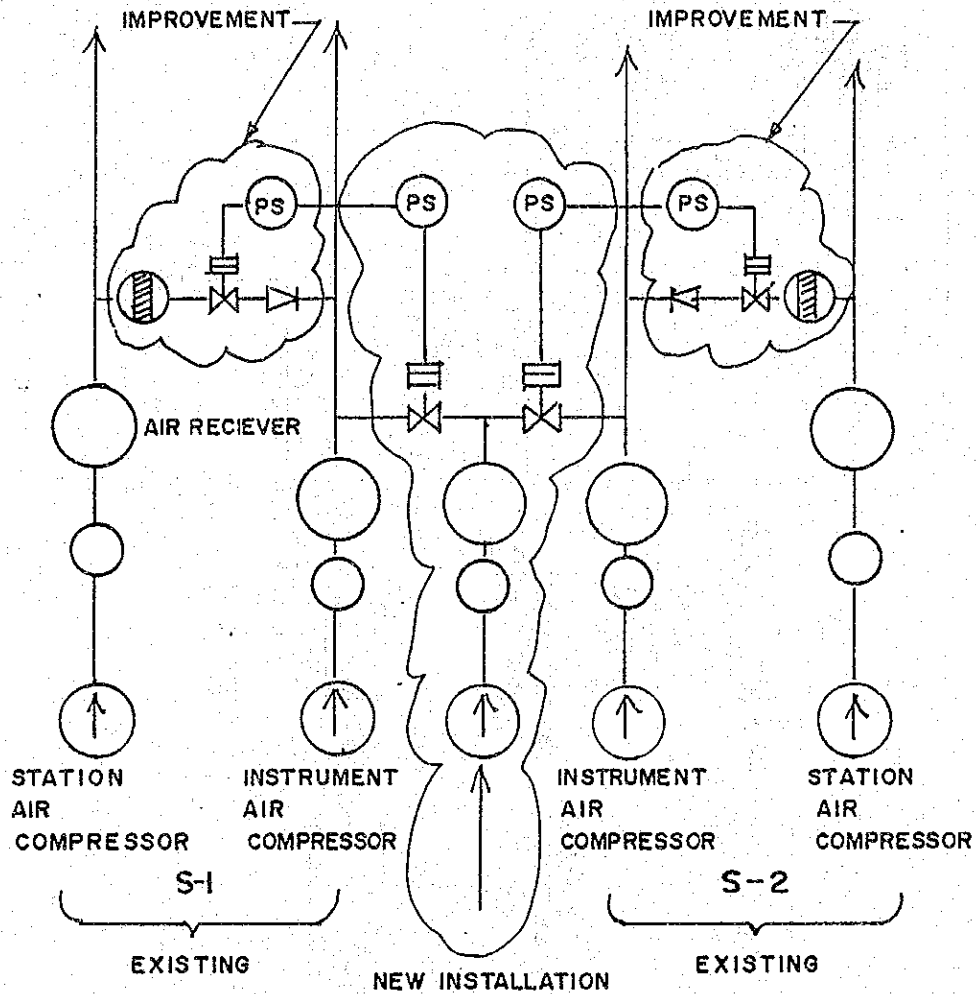 IMPROVEMENT
IMPROVEMENT
PS
PS
PS
PS
AIR RECIEVER
STATION
AIR
COMPRESSOR
INSTRUMENT
AIR
COMPRESSOR
INSTRUMENT
AIR
COMPRESSOR
STATION
AIR
COMPRESSOR
S-1
S-2
EXISTING
NEW INSTALLATION
EXISTING